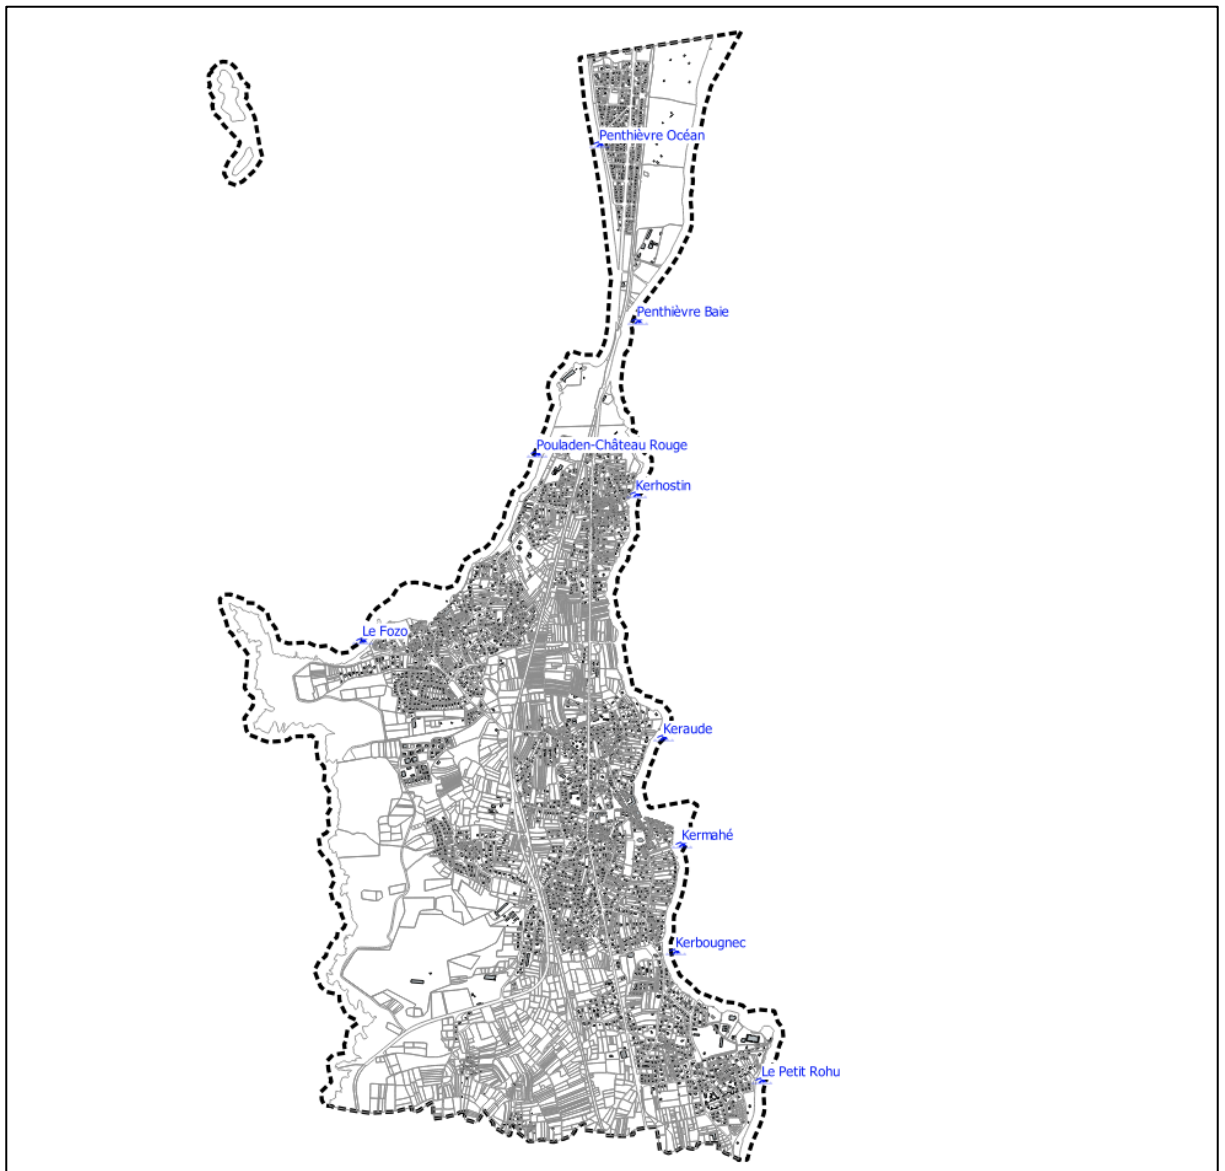 Penthièvre Océan
Penthièvre Baie
Pouladen-Château Rouge
Kerhostin
Le Fozo
Keraude
Kermahé
Kerbougnec
Le Petit Rohu